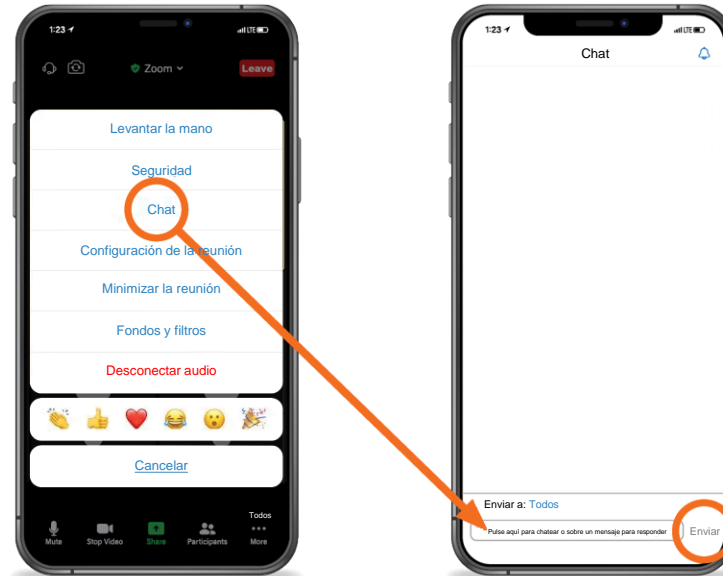 1:23
LTE
Zoom
Leave
Levantar la mano
Seguridad
Chat
Configuración de la reunión
Minimizar la reunión
Fondos y filtros
Desconectar audio
Cancelar
Todos
Mute
Stop Video
Share
Participants
More
1:23
LTE
Chat
Enviar a: Todos
Pulse aquí para chatear o sobre un mensaje para responder
Enviar